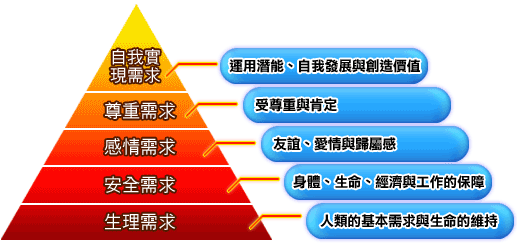 自我實
現需求
運用潛能、自我發展與創造價值
尊重需求
受尊重與肯定
感情需求
友誼、愛情與歸屬感
安全需求
身體、生命、經濟與工作的保障
生理需求
人類的基本需求與生命的維持